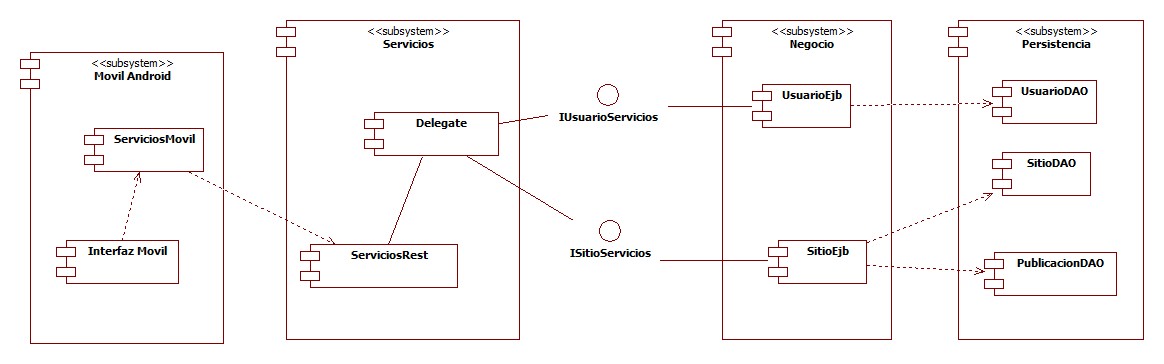 <<subsystem>>
Movil Android
ServiciosMovil
Interfaz Movil
<<subsystem>>
Servicios
Delegate
ServiciosRest
IUsuarioServicios
ISitioServicios
<<subsystem>>
Negocio
UsuarioEjb
SitioEjb
<<subsystem>>
Persistencia
UsuarioDAO
SitioDAO
PublicacionDAO